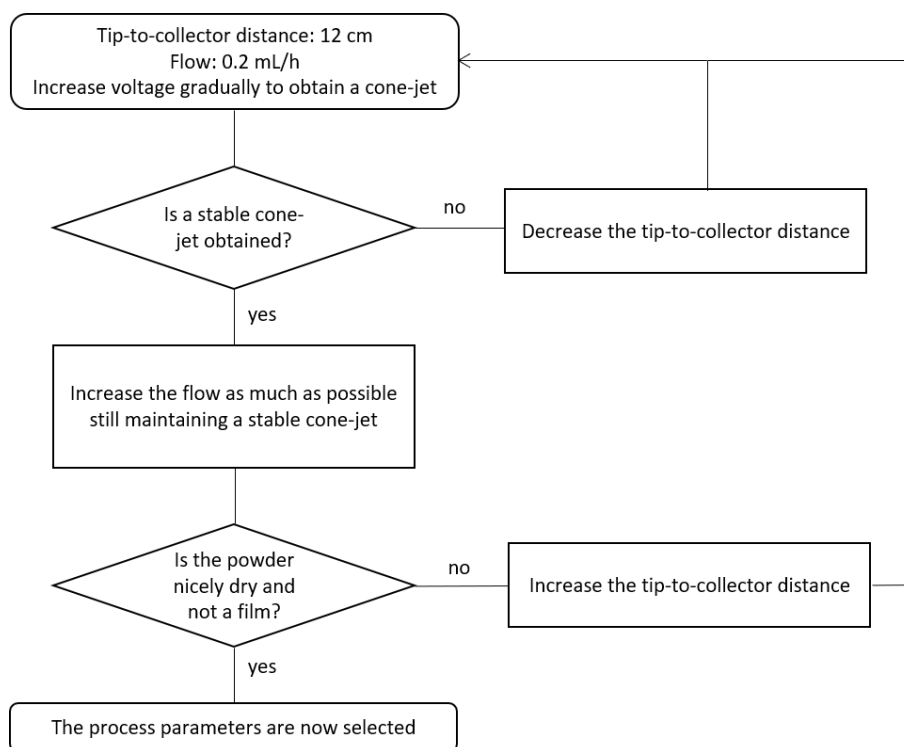 Tip-to-collector distance: 12 cm
Flow: 0.2 mL/h
Increase voltage gradually to obtain a cone-jet
Is a stable cone-
jet obtained?
no
Decrease the tip-to-collector distance
yes
Increase the flow as much as possible
still maintaining a stable cone-jet
Is the powder
nicely dry and
not a film?
no
Increase the tip-to-collector distance
yes
The process parameters are now selected